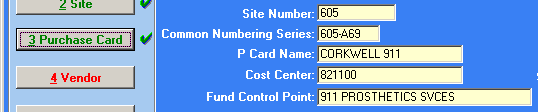 2 Site
3 Purchase Card
4 Vendor
Site Number: 605
Common Numbering Series: 605-A69
P Card Name: CORKWELL 911
Cost Center: 821100
Fund Control Point: 911 PROSTHETICS SVCES